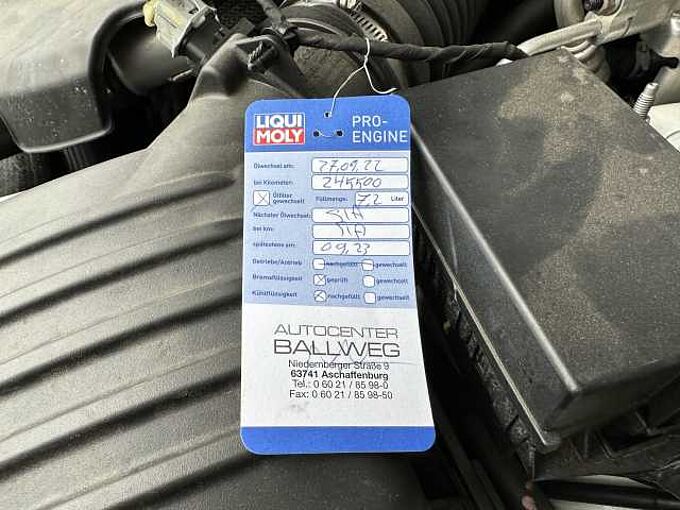 LIQUI
MOLY
PRO-
ENGINE
Ölwechsel am: 27.09.22
bei Kilometer: 245500
Ölfilter
gewechselt Füllmenge: 7,2 Liter
Nächster Ölwechsel:
bei km:
spätestens am: 09.23
Getriebe/Antrieb nachgefüllt gewechselt
Bremsflüssigkeit geprüft gewechselt
Kühlflüssigkeit nachgefüllt gewechselt
AUTOCENTER
BALLWEG
Niedernberger Straße 9
63741 Aschaffenburg
Tel.: 0 60 21 / 85 98-0
Fax: 0 60 21 / 85 98-50